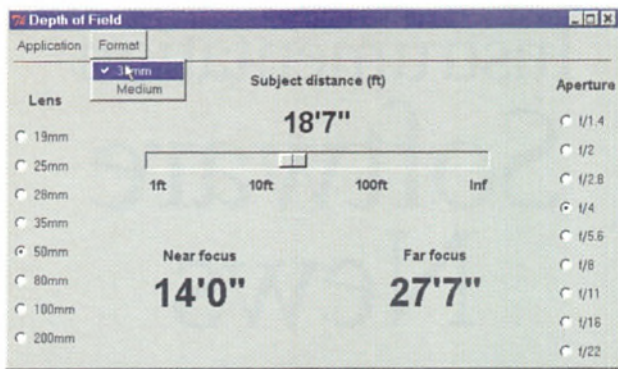 Depth of Field
Application Format
35mm
Medium
Lens
19mm
25mm
28mm
35mm
50mm
80mm
100mm
200mm
Subject distance (ft)
18'7"
1ft 10ft 100ft Inf
Near focus
14'0"
Far focus
27'7"
Aperture
f/1.4
f/2
f/2.8
f/4
f/5.6
f/8
f/11
f/16
f/22